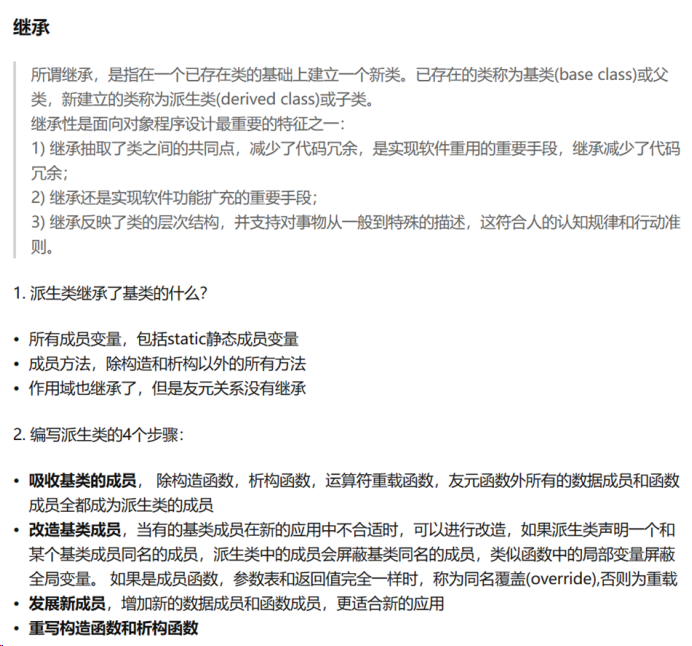 继承
所谓继承，是指在一个已存在类的基础上建立一个新类。已存在的类称为基类(base class)或父
类，新建立的类称为派生类(derived class)或子类。
继承性是面向对象程序设计最重要的特征之一：
1) 继承抽取了类之间的共同点，减少了代码冗余，是实现软件重用的重要手段，继承减少了代码
冗余；
2) 继承还是实现软件功能扩充的重要手段；
3) 继承反映了类的层次结构，并支持对事物从一般到特殊的描述，这符合人的认知规律和行动准
则。
1. 派生类继承了基类的什么？
• 所有成员变量，包括static静态成员变量
• 成员方法，除构造和析构以外的所有方法
• 作用域也继承了，但是友元关系没有继承
2. 编写派生类的4个步骤：
• 吸收基类的成员， 除构造函数，析构函数，运算符重载函数，友元函数外所有的数据成员和函数
成员全都成为派生类的成员
• 改造基类成员，当有的基类成员在新的应用中不合适时，可以进行改造，如果派生类声明一个和
某个基类成员同名的成员，派生类中的成员会屏蔽基类同名的成员，类似函数中的局部变量屏蔽
全局变量。 如果是成员函数，参数表和返回值完全一样时，称为同名覆盖(override),否则为重载
• 发展新成员，增加新的数据成员和函数成员，更适合新的应用
• 重写构造函数和析构函数